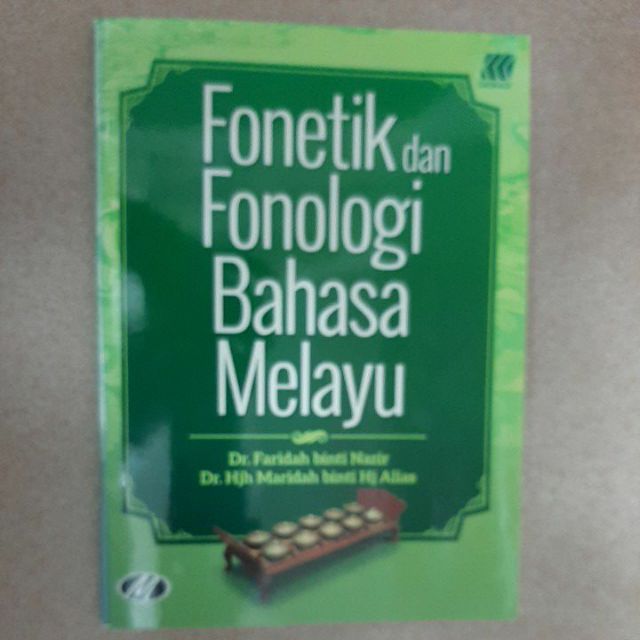 Fonetik dan
Fonologi
Bahasa
Melayu
Dr. Faridah binti Nazir
Dr. Hjh Maridah binti Hj Alias